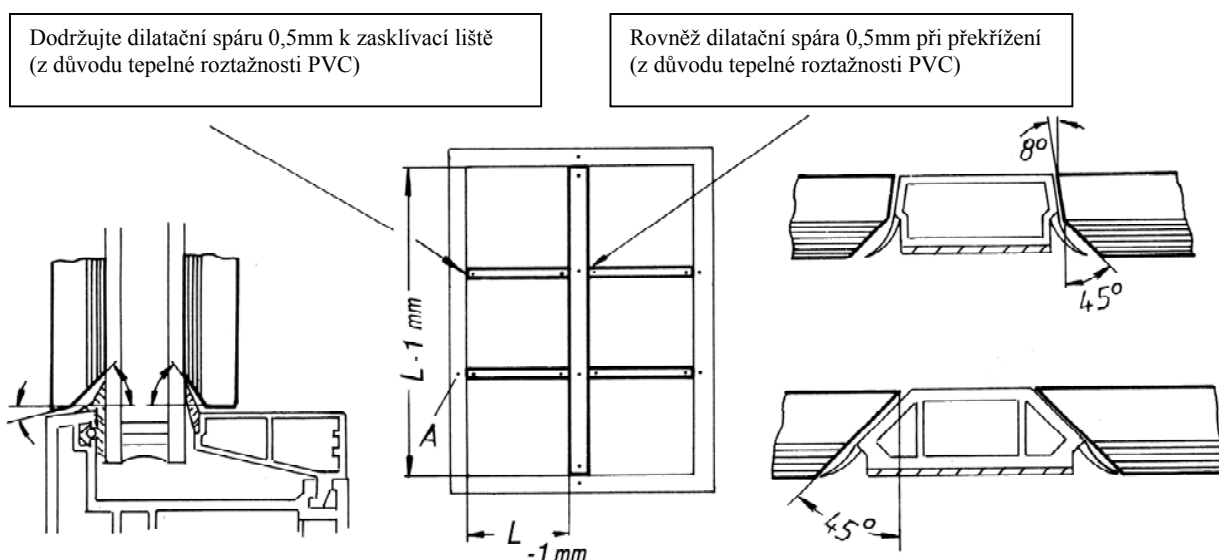 Dodržujte dilatační spáru 0,5mm k zasklívací liště
(z důvodu tepelné roztažnosti PVC)
Rovněž dilatační spára 0,5mm při překřížení
(z důvodu tepelné roztažnosti PVC)
8°
45°
L - 1 mm
A
L
- 1 mm
45°